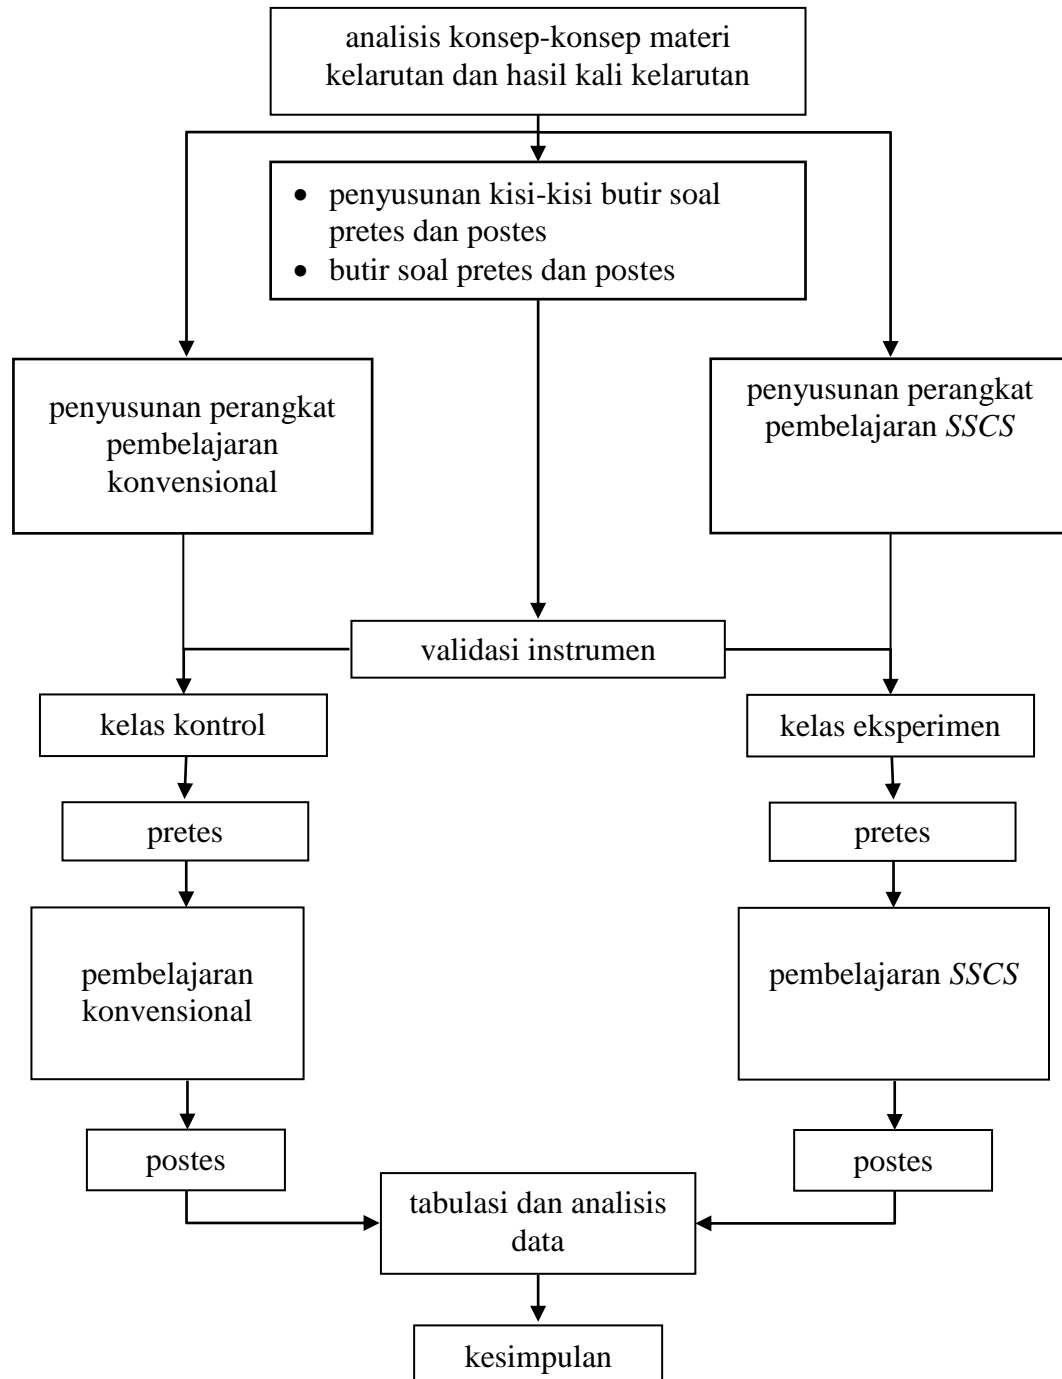 analisis konsep-konsep materi
kelarutan dan hasil kali kelarutan
• penyusunan kisi-kisi butir soal
pretes dan postes
• butir soal pretes dan postes
penyusunan perangkat
pembelajaran
konvensional
penyusunan perangkat
pembelajaran SSCS
validasi instrumen
kelas kontrol
kelas eksperimen
pretes
pretes
pembelajaran
konvensional
pembelajaran SSCS
postes
postes
tabulasi dan analisis
data
kesimpulan